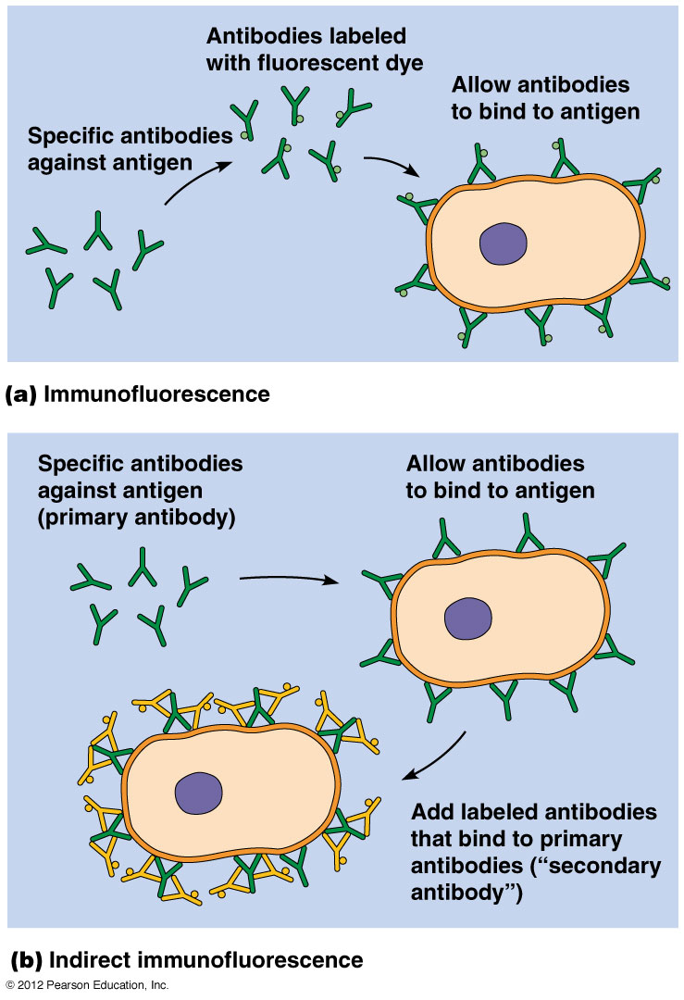 Antibodies labeled
with fluorescent dye
Allow antibodies
to bind to antigen
Specific antibodies
against antigen
(a) Immunofluorescence
Specific antibodies
against antigen
(primary antibody)
Allow antibodies
to bind to antigen
Add labeled antibodies
that bind to primary
antibodies (“secondary
antibody”)
(b) Indirect immunofluorescence
© 2012 Pearson Education, Inc.